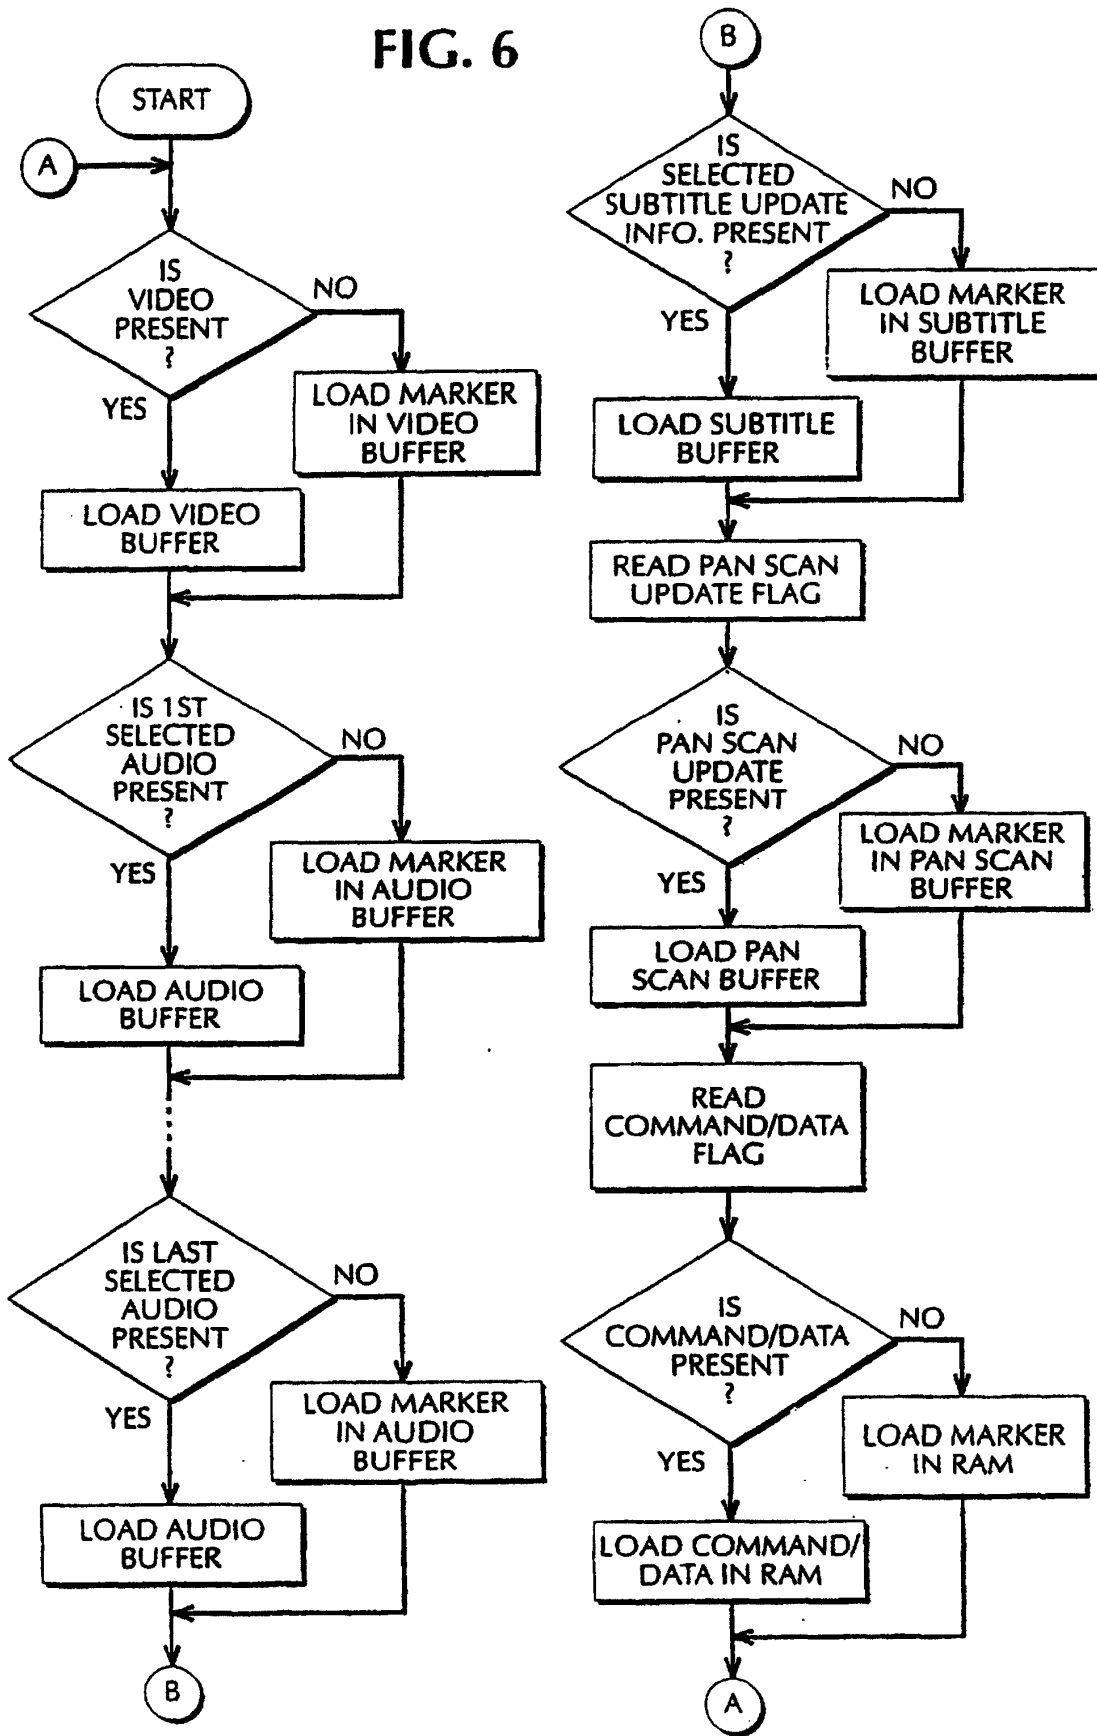 FIG. 6
START
A
IS
VIDEO
PRESENT
?
NO
YES
LOAD MARKER
IN VIDEO
BUFFER
LOAD VIDEO
BUFFER
IS 1ST
SELECTED
AUDIO
PRESENT
?
NO
YES
LOAD MARKER
IN AUDIO
BUFFER
LOAD AUDIO
BUFFER
IS LAST
SELECTED
AUDIO
PRESENT
?
NO
YES
LOAD MARKER
IN AUDIO
BUFFER
LOAD AUDIO
BUFFER
B
B
IS
SELECTED
SUBTITLE UPDATE
INFO. PRESENT
?
NO
YES
LOAD MARKER
IN SUBTITLE
BUFFER
LOAD SUBTITLE
BUFFER
READ PAN SCAN
UPDATE FLAG
IS
PAN SCAN
UPDATE
PRESENT
?
NO
YES
LOAD MARKER
IN PAN SCAN
BUFFER
LOAD PAN
SCAN BUFFER
READ
COMMAND/DATA
FLAG
IS
COMMAND/DATA
PRESENT
?
NO
YES
LOAD MARKER
IN RAM
LOAD COMMAND/
DATA IN RAM
A